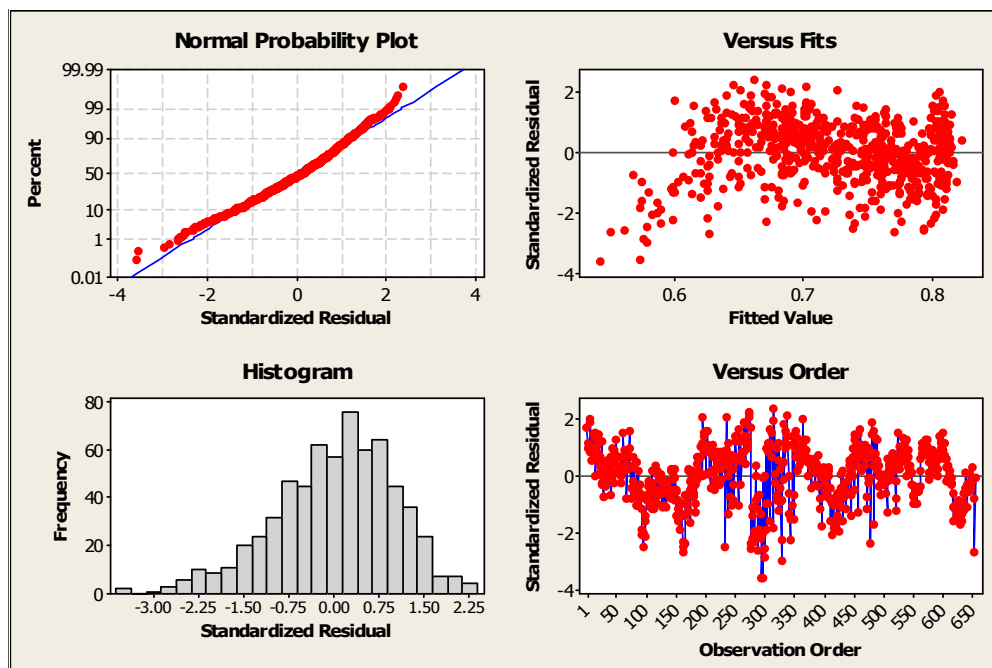 Normal Probability Plot
99.99
99
90
50
10
1
0.01
Percent
-4 -2 0 2 4
Standardized Residual
Versus Fits
2
0
-2
-4
Standardized Residual
0.6 0.7 0.8
Fitted Value
Histogram
80
60
40
20
0
Frequency
-3.00 -2.25 -1.50 -0.75 0.00 0.75 1.50 2.25
Standardized Residual
Versus Order
2
0
-2
-4
Standardized Residual
1 50 100 150 200 250 300 350 400 450 500 550 600 650
Observation Order